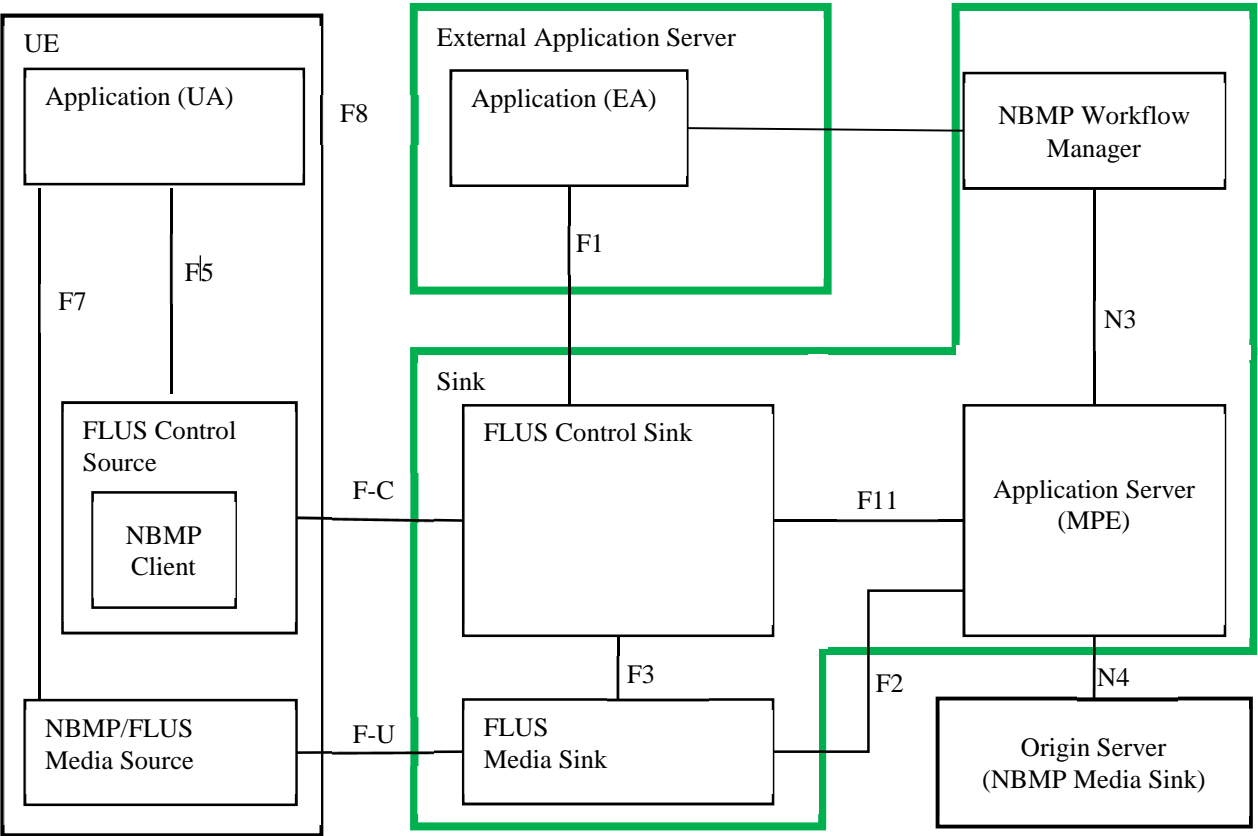 UE
Application (UA)
F8
External Application Server
Application (EA)
NBMP Workflow
Manager
F1
F5
F7
N3
Sink
FLUS Control
Source
NBMP
Client
F-C
FLUS Control Sink
F11
Application Server
(MPE)
F3
F2
N4
NBMP/FLUS
Media Source
F-U
FLUS
Media Sink
Origin Server
(NBMP Media Sink)